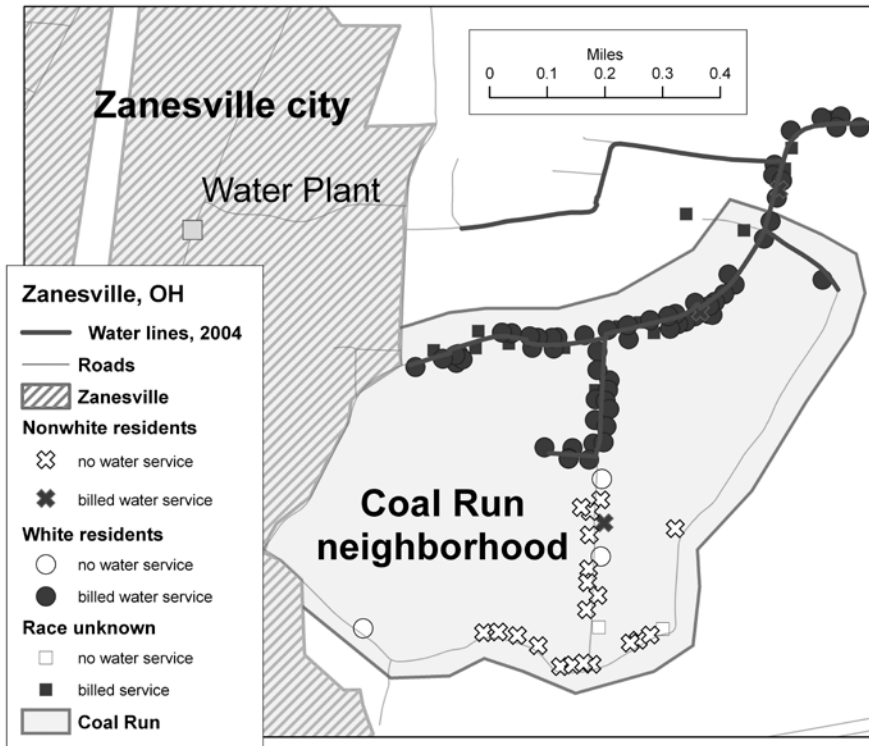 Miles
0 0.1 0.2 0.3 0.4
Zanesville city
Water Plant
Coal Run
neighborhood
Zanesville, OH
Water lines, 2004
Roads
Zanesville
Nonwhite residents
no water service
billed water service
White residents
no water service
billed water service
Race unknown
no water service
billed service
Coal Run